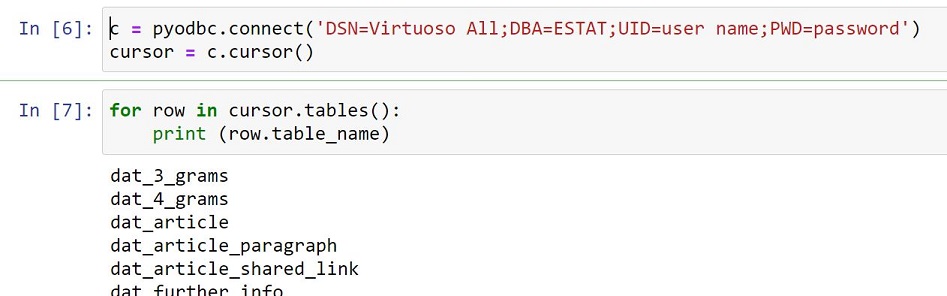 In [6]: c = pyodbc.connect('DSN=Virtuoso All;DBA=ESTAT;UID=user name;PWD=password')
cursor = c.cursor()
In [7]: for row in cursor.tables():
print (row.table_name)
dat_3_grams
dat_4_grams
dat_article
dat_article_paragraph
dat_article_shared_link
dat_further_info